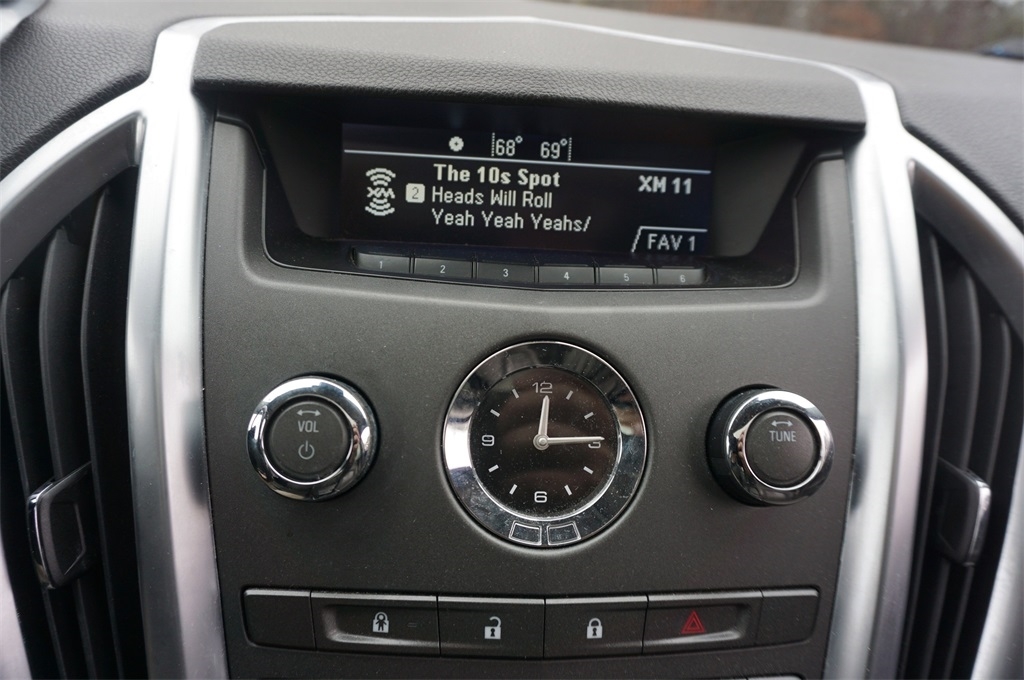 68° 69°
The 10s Spot
XM 11
XM
2 Heads Will Roll
Yeah Yeah Yeahs/
FAV 1
1 2 3 4 5 6
VOL
TUNE
12
9 3
6